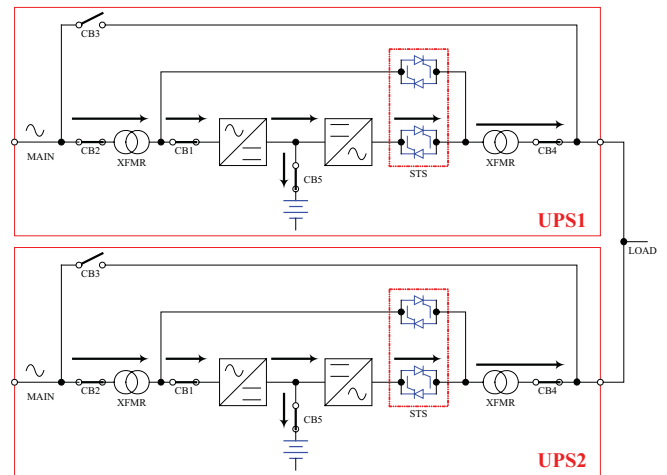 CB3
MAIN
CB2
XFMR
CB1
CB5
STS
XFMR
CB4
UPS1
LOAD
CB3
MAIN
CB2
XFMR
CB1
CB5
STS
XFMR
CB4
UPS2